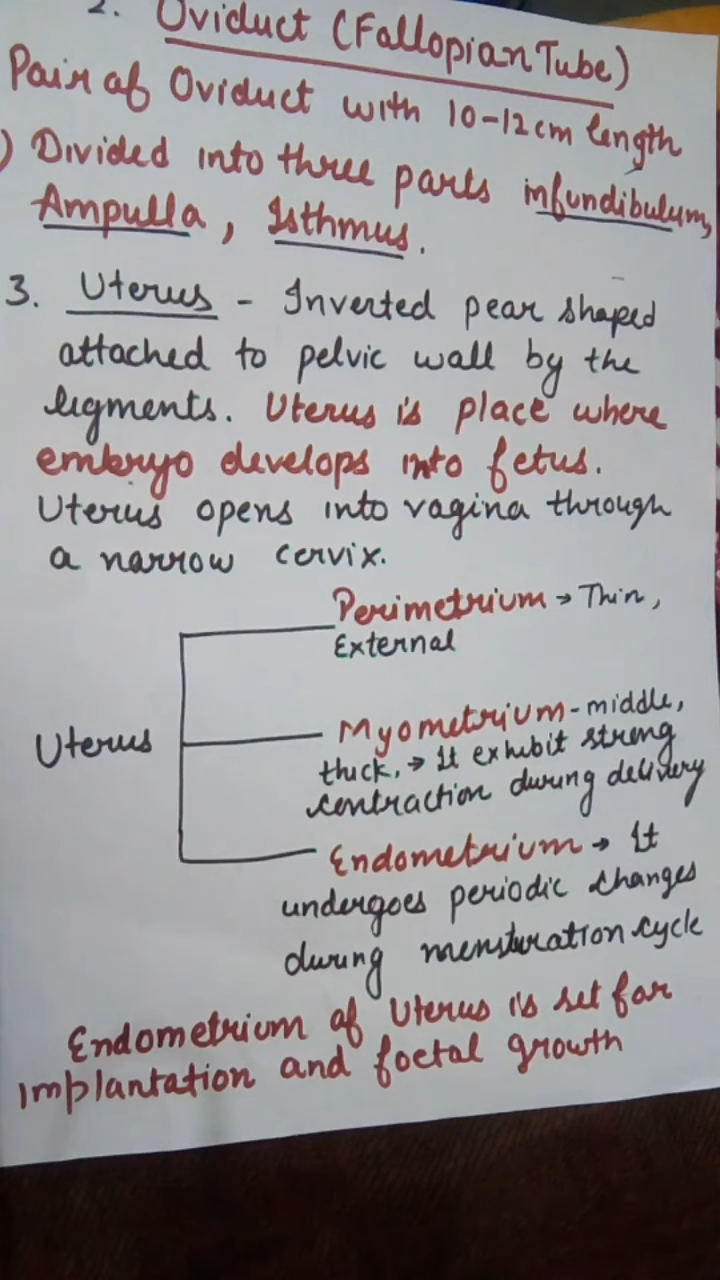 2. Oviduct (Fallopian Tube)
Pair of Oviduct with 10-12cm length
) Divided into three parts infundibulum,
Ampulla, Isthmus.
3. Uterus - Inverted pear shaped
attached to pelvic wall by the
ligments. Uterus is place where
embryo develops into fetus.
Uterus opens into vagina through
a narrow cervix.
Perimetrium → Thin,
External
Uterus
Myometrium - middle,
thick, → It exhibit strong
contraction during delivery
Endometrium → It
undergoes periodic changes
during mensturation cycle
Endometrium of Uterus is set for
implantation and foetal growth